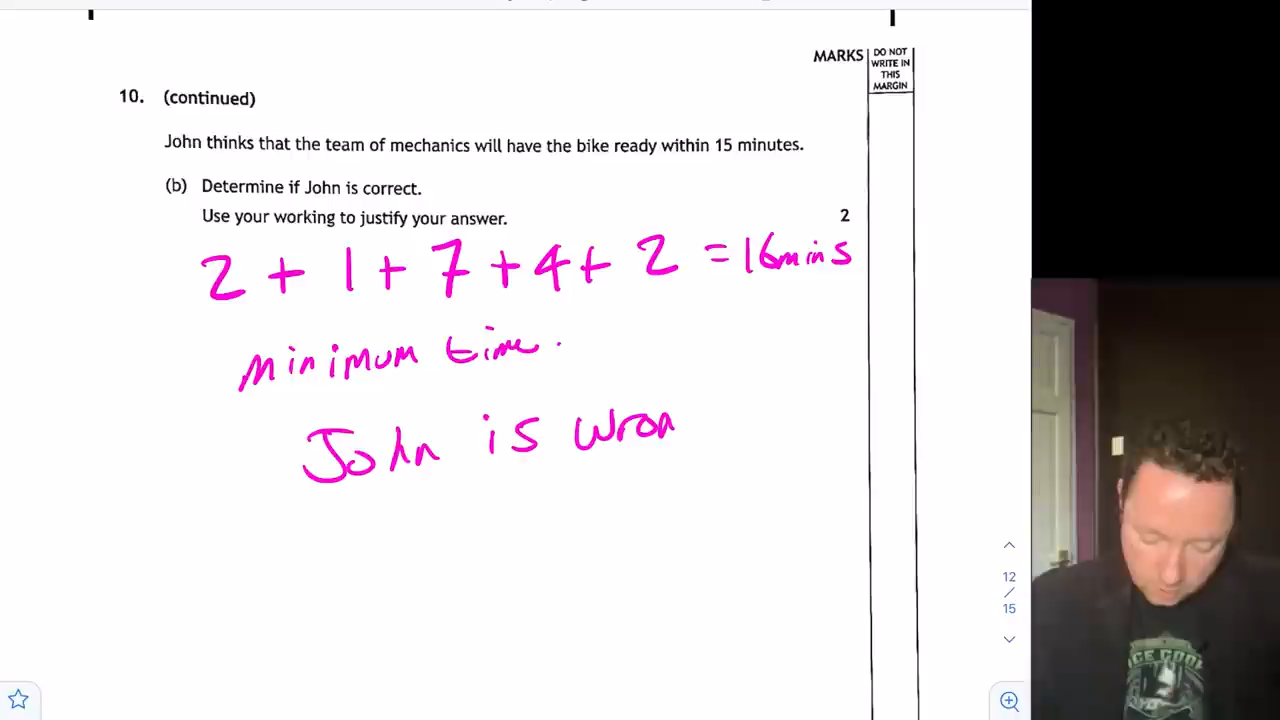 MARKS
DO NOT
WRITE IN
THIS
MARGIN
10. (continued)
John thinks that the team of mechanics will have the bike ready within 15 minutes.
(b) Determine if John is correct.
Use your working to justify your answer.
2
2 + 1 + 7 + 4 + 2 = 16mins
minimum time.
John is wron
12
/
15